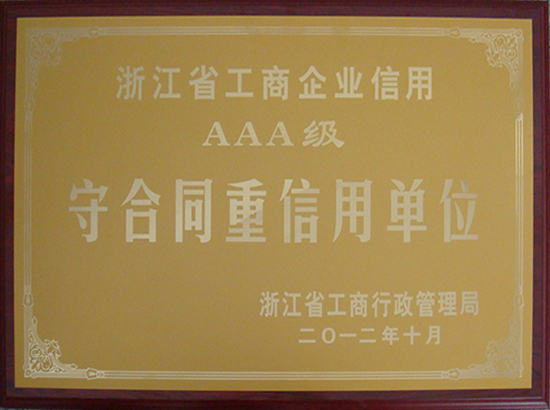 浙江省工商企业信用
AAA级
守合同重信用单位
浙江省工商行政管理局
二〇一二年十月